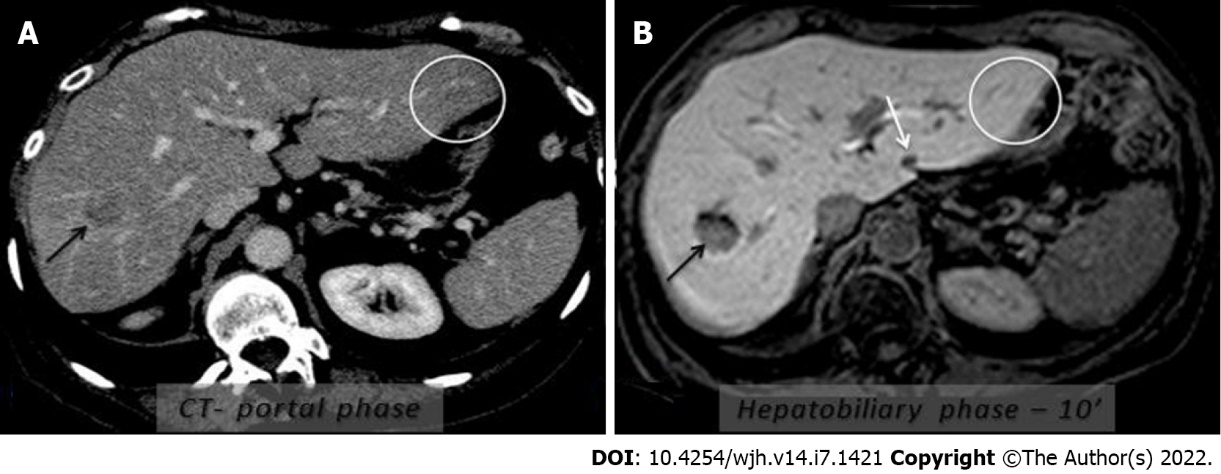 A
B
CT- portal phase
Hepatobiliary phase – 10’
DOI: 10.4254/wjh.v14.i7.1421 Copyright ©The Author(s) 2022.